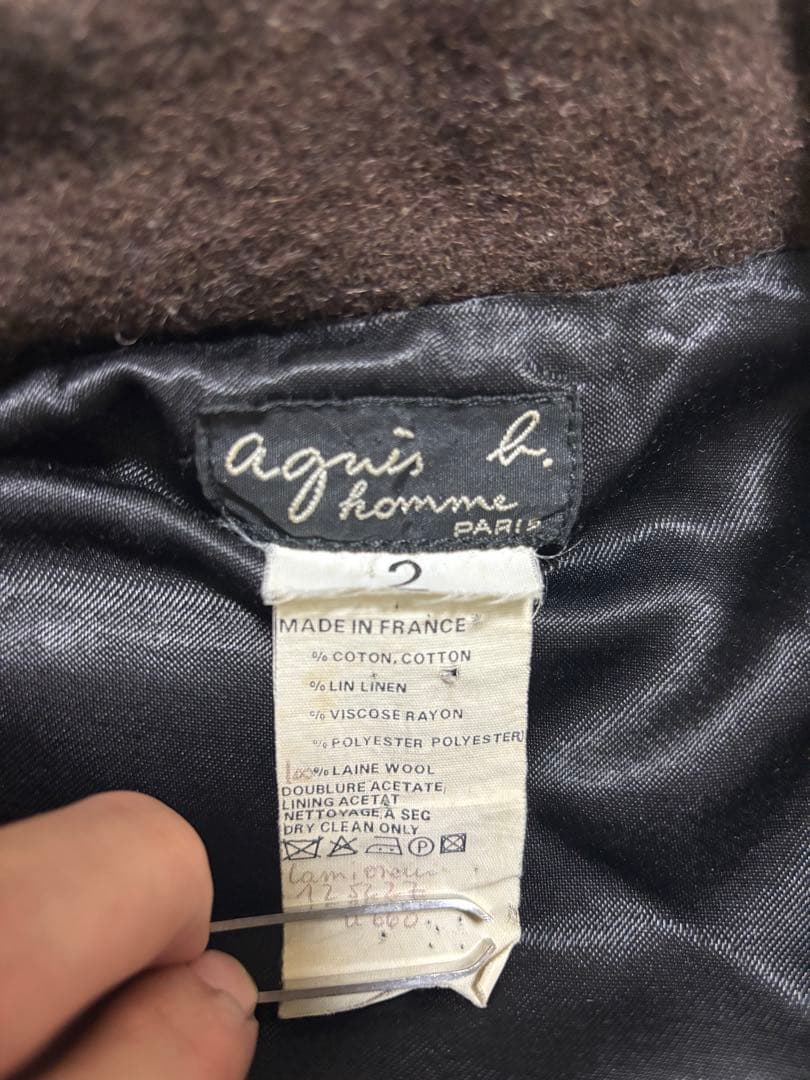 agnès b.
homme
PARIS
2
MADE IN FRANCE
% COTON, COTTON
% LIN LINEN
% VISCOSE RAYON
% POLYESTER POLYESTER
100% LAINE WOOL
DOUBLURE ACETATE
LINING ACETAT
NETTOYAGE A SEC
DRY CLEAN ONLY
P